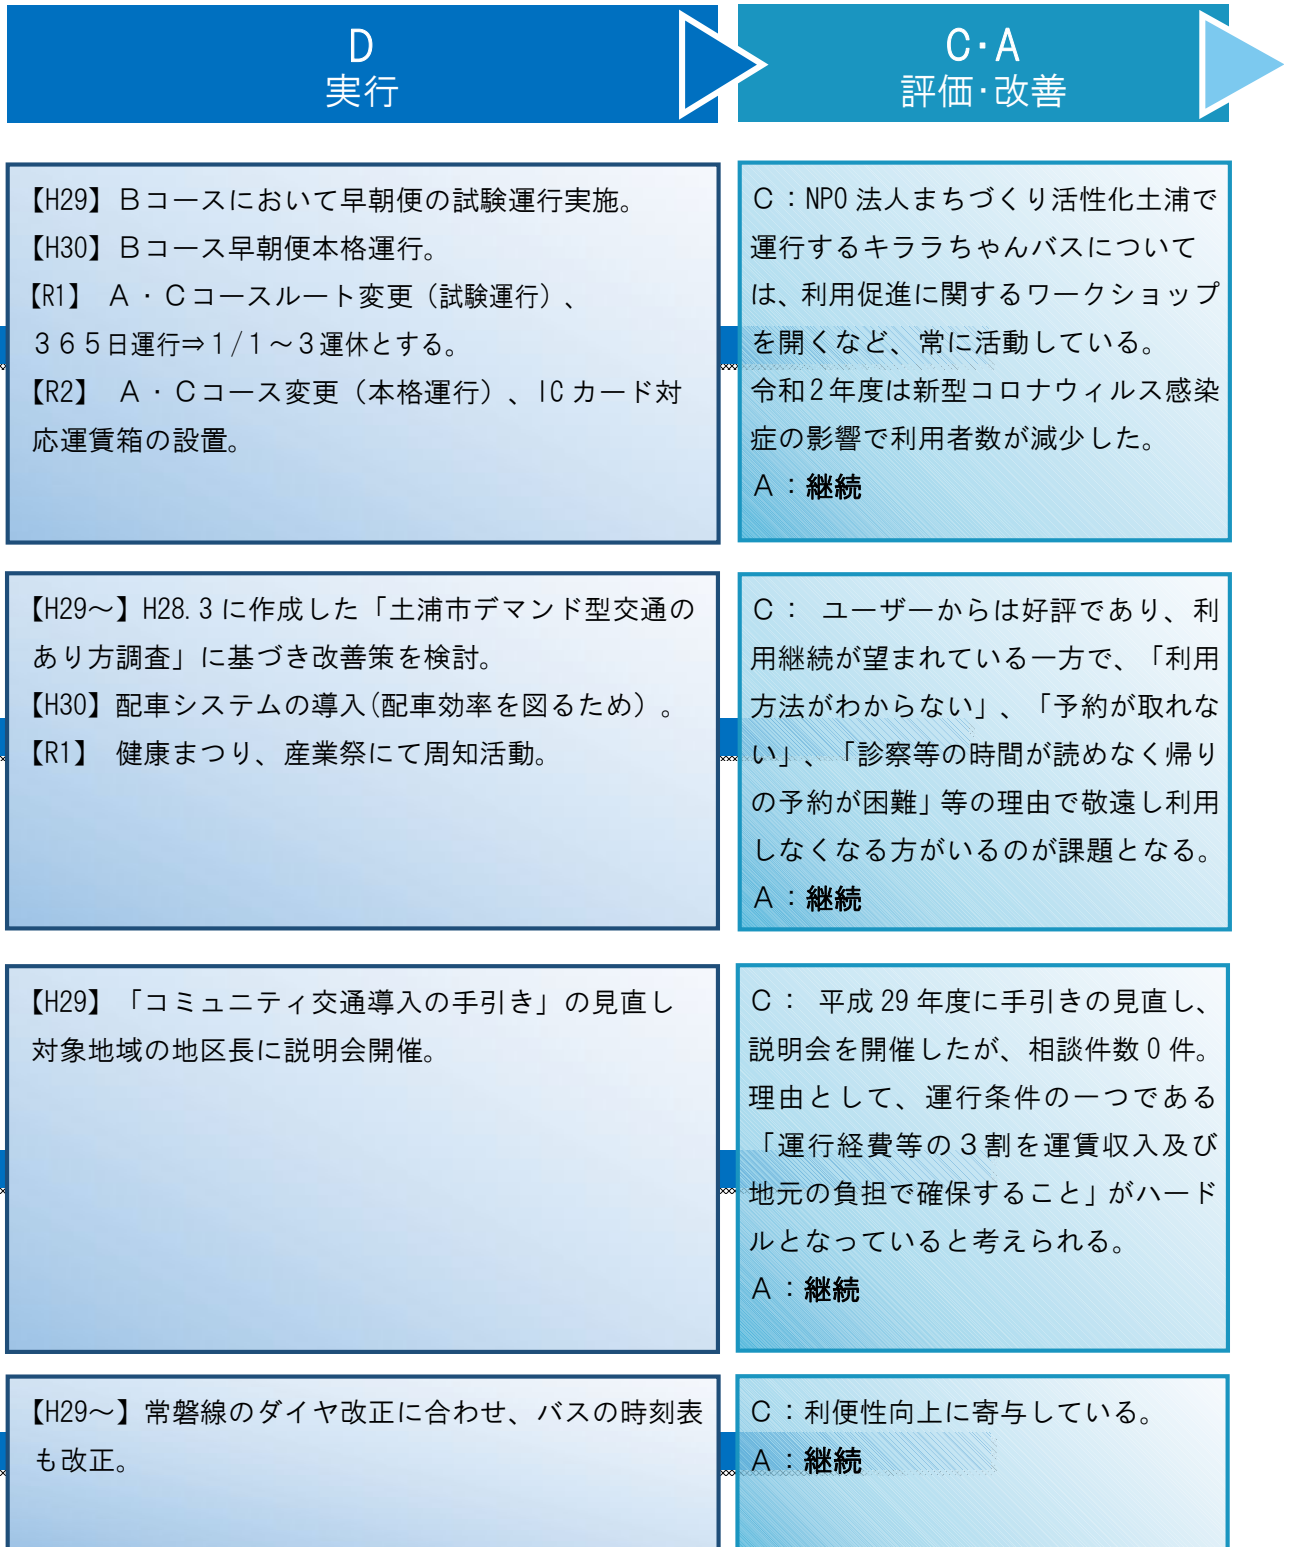 D
実行
C・A
評価・改善
【H29】Ｂコースにおいて早朝便の試験運行実施。
【H30】Ｂコース早朝便本格運行。
【R1】 Ａ・Ｃコースルート変更（試験運行）、
３６５日運行⇒１/１～３運休とする。
【R2】 Ａ・Ｃコース変更（本格運行）、ICカード対
応運賃箱の設置。
Ｃ：NPO法人まちづくり活性化土浦で
運行するキララちゃんバスについて
は、利用促進に関するワークショップ
を開くなど、常に活動している。
令和２年度は新型コロナウィルス感染
症の影響で利用者数が減少した。
Ａ：継続
【H29～】H28.3に作成した「土浦市デマンド型交通の
あり方調査」に基づき改善策を検討。
【H30】配車システムの導入(配車効率を図るため）。
【R1】 健康まつり、産業祭にて周知活動。
Ｃ： ユーザーからは好評であり、利
用継続が望まれている一方で、「利用
方法がわからない」、「予約が取れな
い」、「診察等の時間が読めなく帰り
の予約が困難」等の理由で敬遠し利用
しなくなる方がいるのが課題となる。
Ａ：継続
【H29】「コミュニティ交通導入の手引き」の見直し
対象地域の地区長に説明会開催。
Ｃ： 平成29年度に手引きの見直し、
説明会を開催したが、相談件数0件。
理由として、運行条件の一つである
「運行経費等の３割を運賃収入及び
地元の負担で確保すること」がハード
ルとなっていると考えられる。
Ａ：継続
【H29～】常磐線のダイヤ改正に合わせ、バスの時刻表
も改正。
Ｃ：利便性向上に寄与している。
Ａ：継続